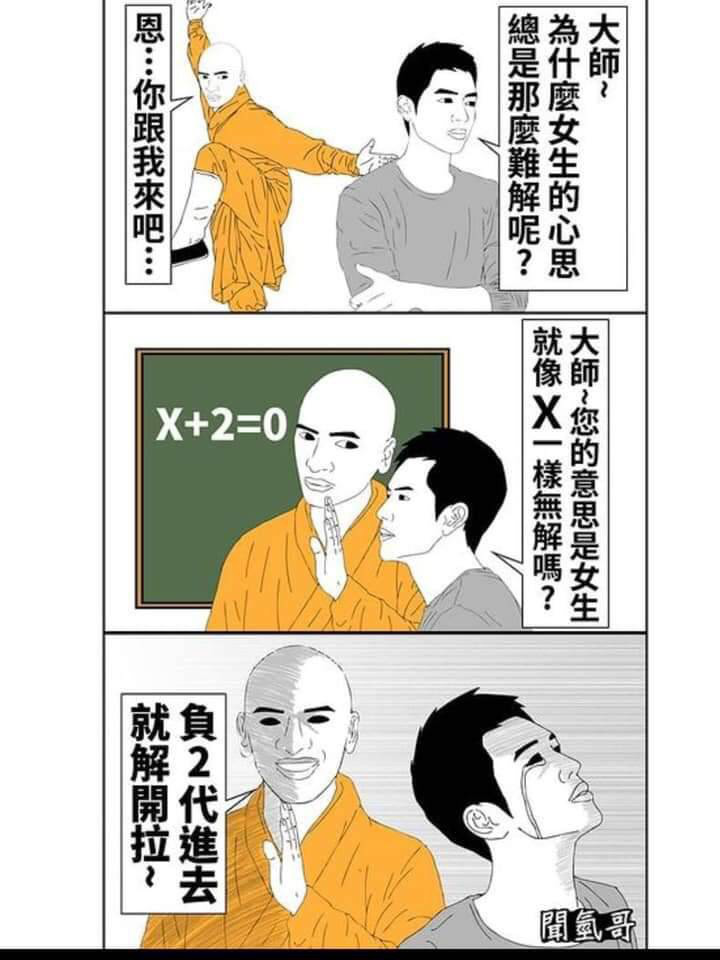 大師~
為什麼女生的心思
總是那麼難解呢?
恩…你跟我來吧…
X+2=0
大師~您的意思是女生
就像X一樣無解嗎?
負2代進去
就解開拉~
聞氫哥